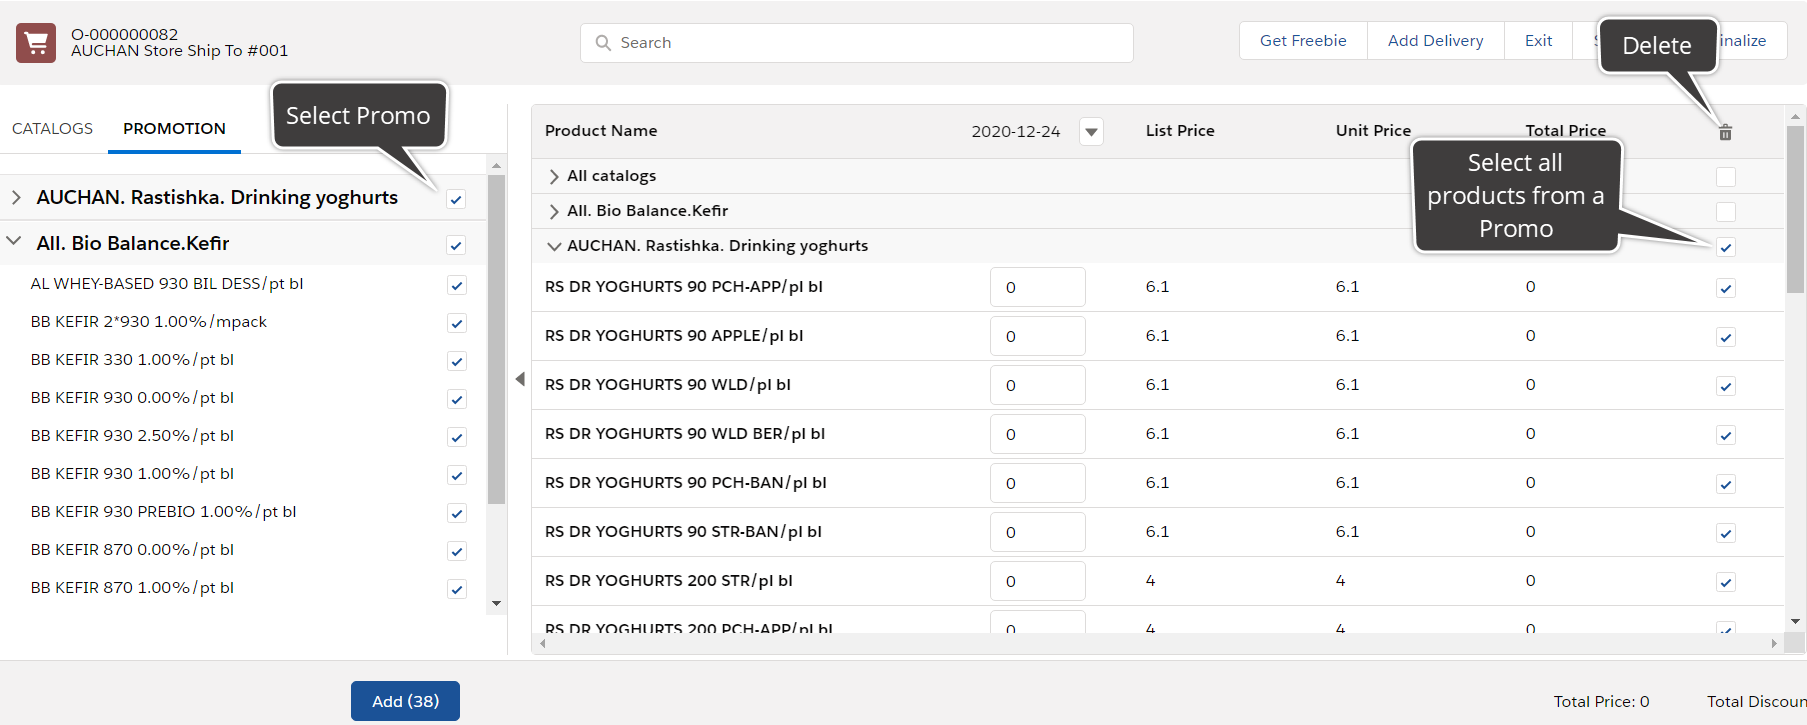 O-000000082
AUCHAN Store Ship To #001
Search
Get Freebie
Add Delivery
Exit
Delete
CATALOGS
PROMOTION
Select Promo
AUCHAN. Rastishka. Drinking yoghurts
All. Bio Balance.Kefir
AL WHEY-BASED 930 BIL DESS/pt bl
BB KEFIR 2*930 1.00%/mpack
BB KEFIR 330 1.00%/pt bl
BB KEFIR 930 0.00%/pt bl
BB KEFIR 930 2.50%/pt bl
BB KEFIR 930 1.00%/pt bl
BB KEFIR 930 PREBIO 1.00%/pt bl
BB KEFIR 870 0.00%/pt bl
BB KEFIR 870 1.00%/pt bl
Product Name 2020-12-24 List Price Unit Price Total Price
Select all
products from a
Promo
All catalogs
All. Bio Balance.Kefir
AUCHAN. Rastishka. Drinking yoghurts
RS DR YOGHURTS 90 PCH-APP/pl bl 0 6.1 6.1 0
RS DR YOGHURTS 90 APPLE/pl bl 0 6.1 6.1 0
RS DR YOGHURTS 90 WLD/pl bl 0 6.1 6.1 0
RS DR YOGHURTS 90 WLD BER/pl bl 0 6.1 6.1 0
RS DR YOGHURTS 90 PCH-BAN/pl bl 0 6.1 6.1 0
RS DR YOGHURTS 90 STR-BAN/pl bl 0 6.1 6.1 0
RS DR YOGHURTS 200 STR/pl bl 0 4 4 0
RS DR YOGHURTS 200 PCH-APP/pl bl 0 4 4 0
Add (38)
Total Price: 0
Total Discoun